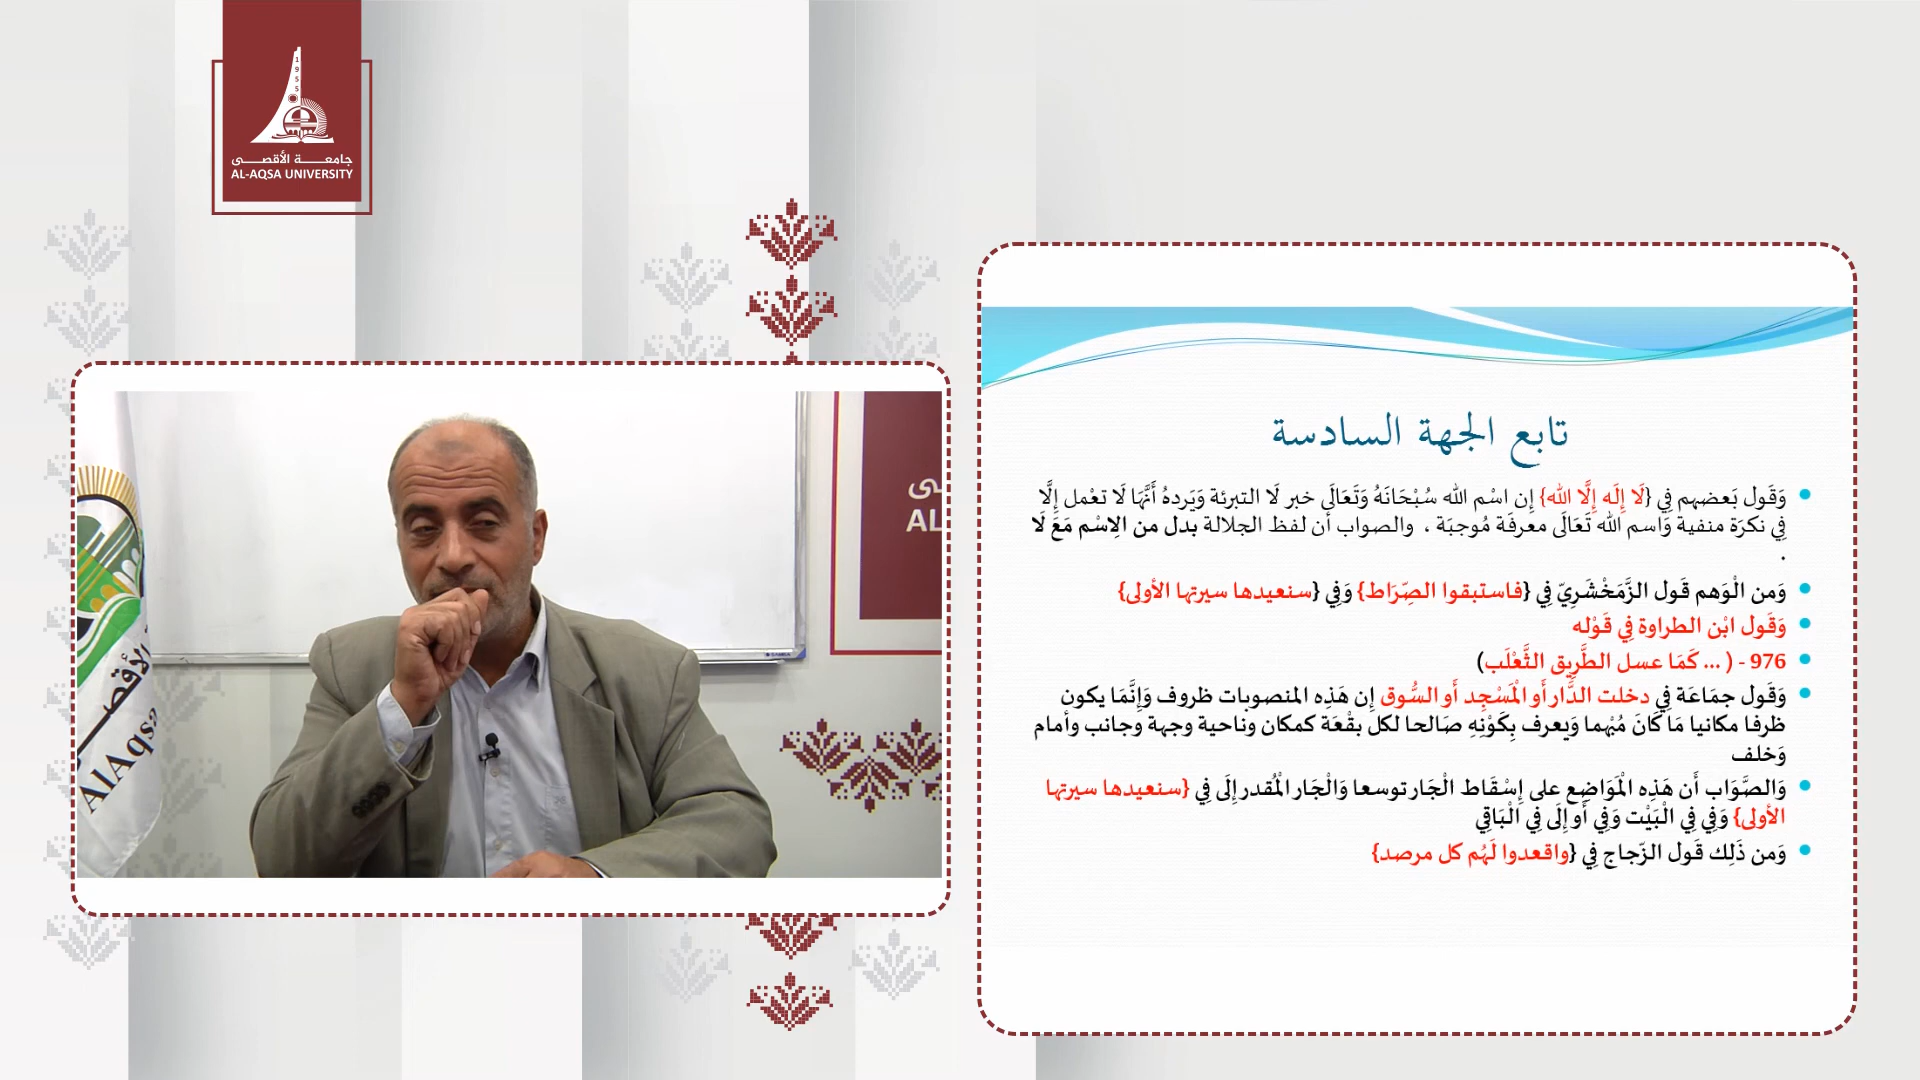 1955
جامعة الأقصى
AL-AQSA UNIVERSITY
ى
AL
الأقصى
AlAqsa
تابع الجهة السادسة
وَقَول بَعضهم فِي {لَا إِلَه إِلَّا الله} إِن اسْم الله سُبْحَانَهُ وَتَعَالَى خبر لَا التبرئة وَيَردهُ أَنَّهَا لَا تعْمل إِلَّا
فِي نكرَة منفية وَاسم الله تَعَالَى معرفَة مُوجبَة ، والصواب أن لفظ الجلالة بدل من الِاسْم مَعَ لَا
.
وَمن الْوَهم قَول الزَّمَخْشَرِيّ فِي {فاستبقوا الصِّرَاط} وَفِي {سنعيدها سيرتها الأولى}
وَقَول ابْن الطراوة فِي قَوْله
976 - ( ... كَمَا عسل الطَّرِيق الثَّعْلَب)
وَقَول جمَاعَة فِي دخلت الدَّار أَو الْمَسْجِد أَو السُّوق إِن هَذِه المنصوبات ظروف وَإِنَّمَا يكون
ظرفا مكانيا مَا كَانَ مُبْهما وَيعرف بِكَوْنِهِ صَالحا لكل بقْعَة كمكان وناحية وجهة وجانب وأمام
وَخلف
وَالصَّوَاب أَن هَذِه الْمَوَاضِع على إِسْقَاط الْجَار توسعا وَالْجَار الْمُقدر إِلَى فِي {سنعيدها سيرتها
الأولى} وَفِي فِي الْبَيْت وَفِي أَو إِلَى فِي الْبَاقِي
وَمن ذَلِك قَول الزّجاج فِي {واقعدوا لَهُم كل مرصد}